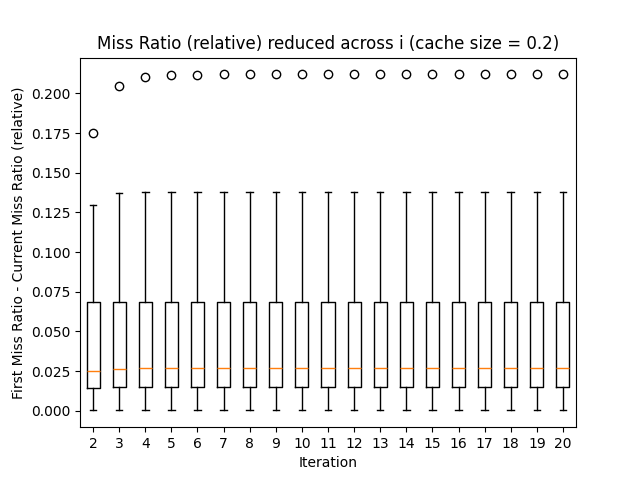 Miss Ratio (relative) reduced across i (cache size = 0.2)
First Miss Ratio - Current Miss Ratio (relative)
0.200
0.175
0.150
0.125
0.100
0.075
0.050
0.025
0.000
2 3 4 5 6 7 8 9 10 11 12 13 14 15 16 17 18 19 20
Iteration